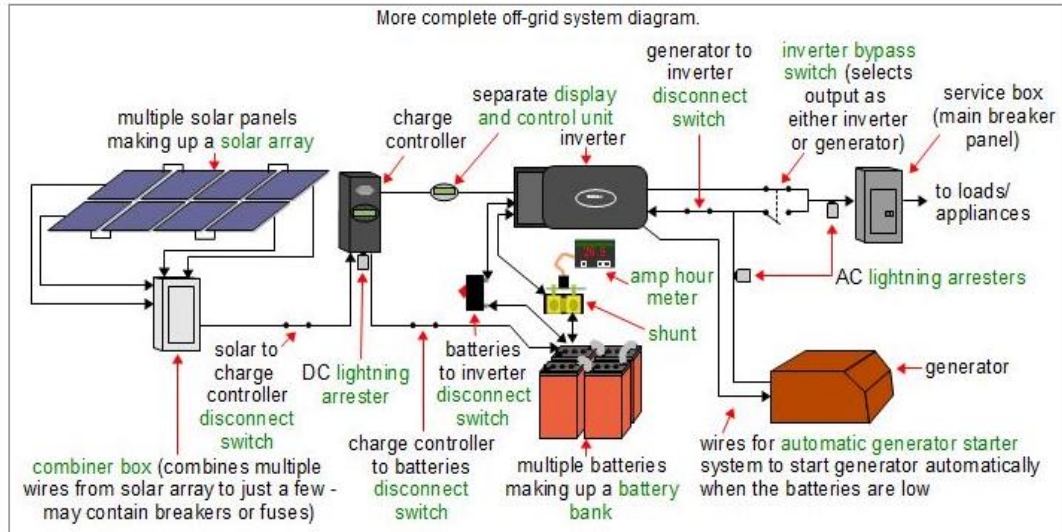 More complete off-grid system diagram.
multiple solar panels
making up a solar array
charge
controller
separate display
and control unit
inverter
generator to
inverter
disconnect
switch
inverter bypass
switch (selects
output as
either inverter
or generator)
service box
(main breaker
panel)
to loads/
appliances
amp hour
meter
shunt
AC lightning arresters
generator
solar to
charge
controller
disconnect
switch
DC lightning
arrester
batteries
to inverter
disconnect
switch
charge controller
to batteries
disconnect
switch
combiner box (combines multiple
wires from solar array to just a few -
may contain breakers or fuses)
multiple batteries
making up a battery
bank
wires for automatic generator starter
system to start generator automatically
when the batteries are low